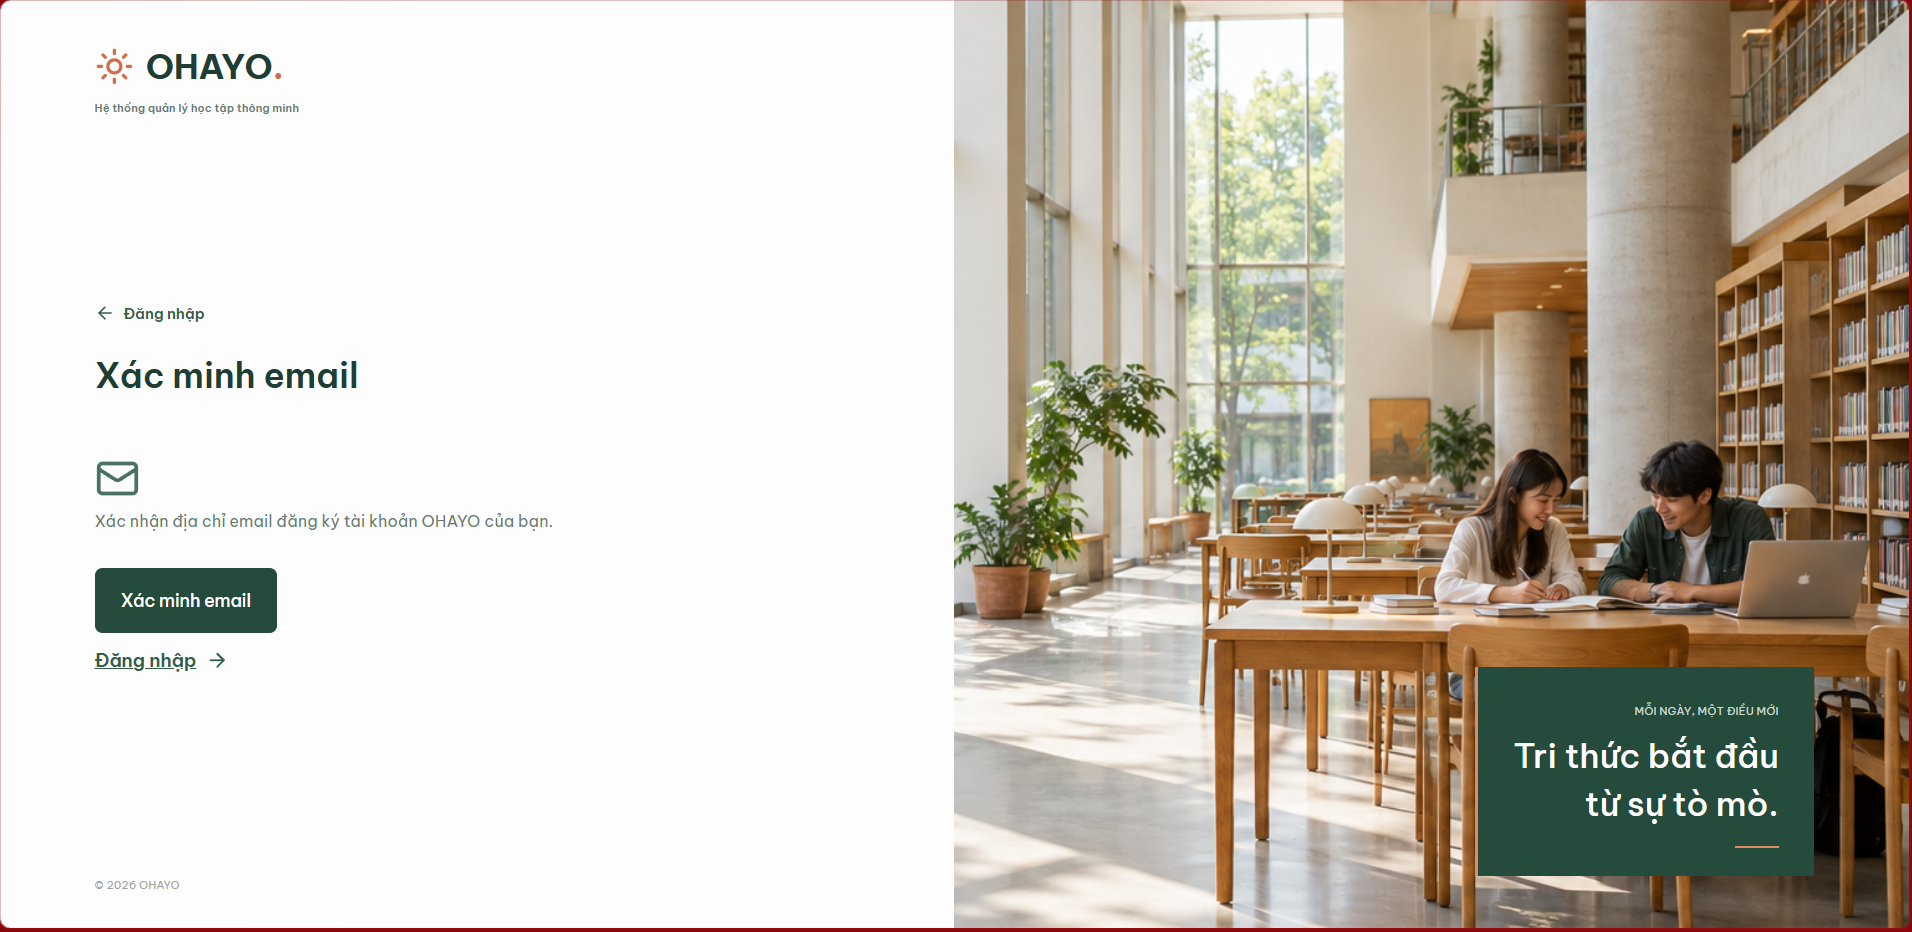 OHAYO.
Hệ thống quản lý học tập thông minh
Đăng nhập
Xác minh email
Xác nhận địa chỉ email đăng ký tài khoản OHAYO của bạn.
Xác minh email
Đăng nhập
© 2026 OHAYO
MỖI NGÀY, MỘT ĐIỀU MỚI
Tri thức bắt đầu
từ sự tò mò.